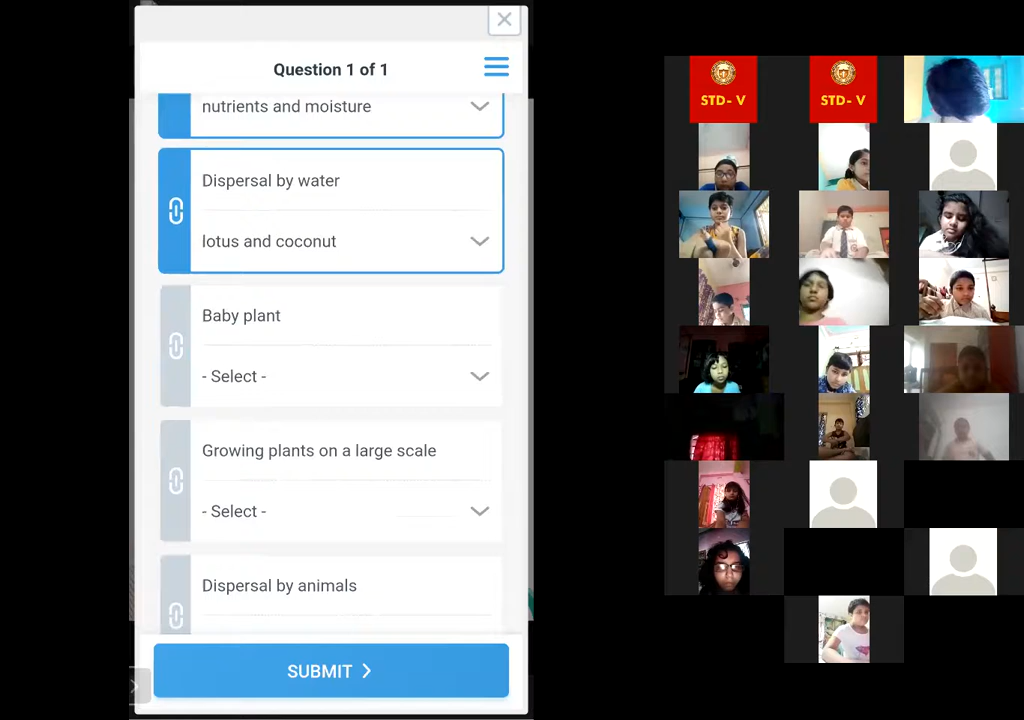 Question 1 of 1
nutrients and moisture
Dispersal by water
lotus and coconut
Baby plant
- Select -
Growing plants on a large scale
- Select -
Dispersal by animals
SUBMIT
STD- V
STD- V